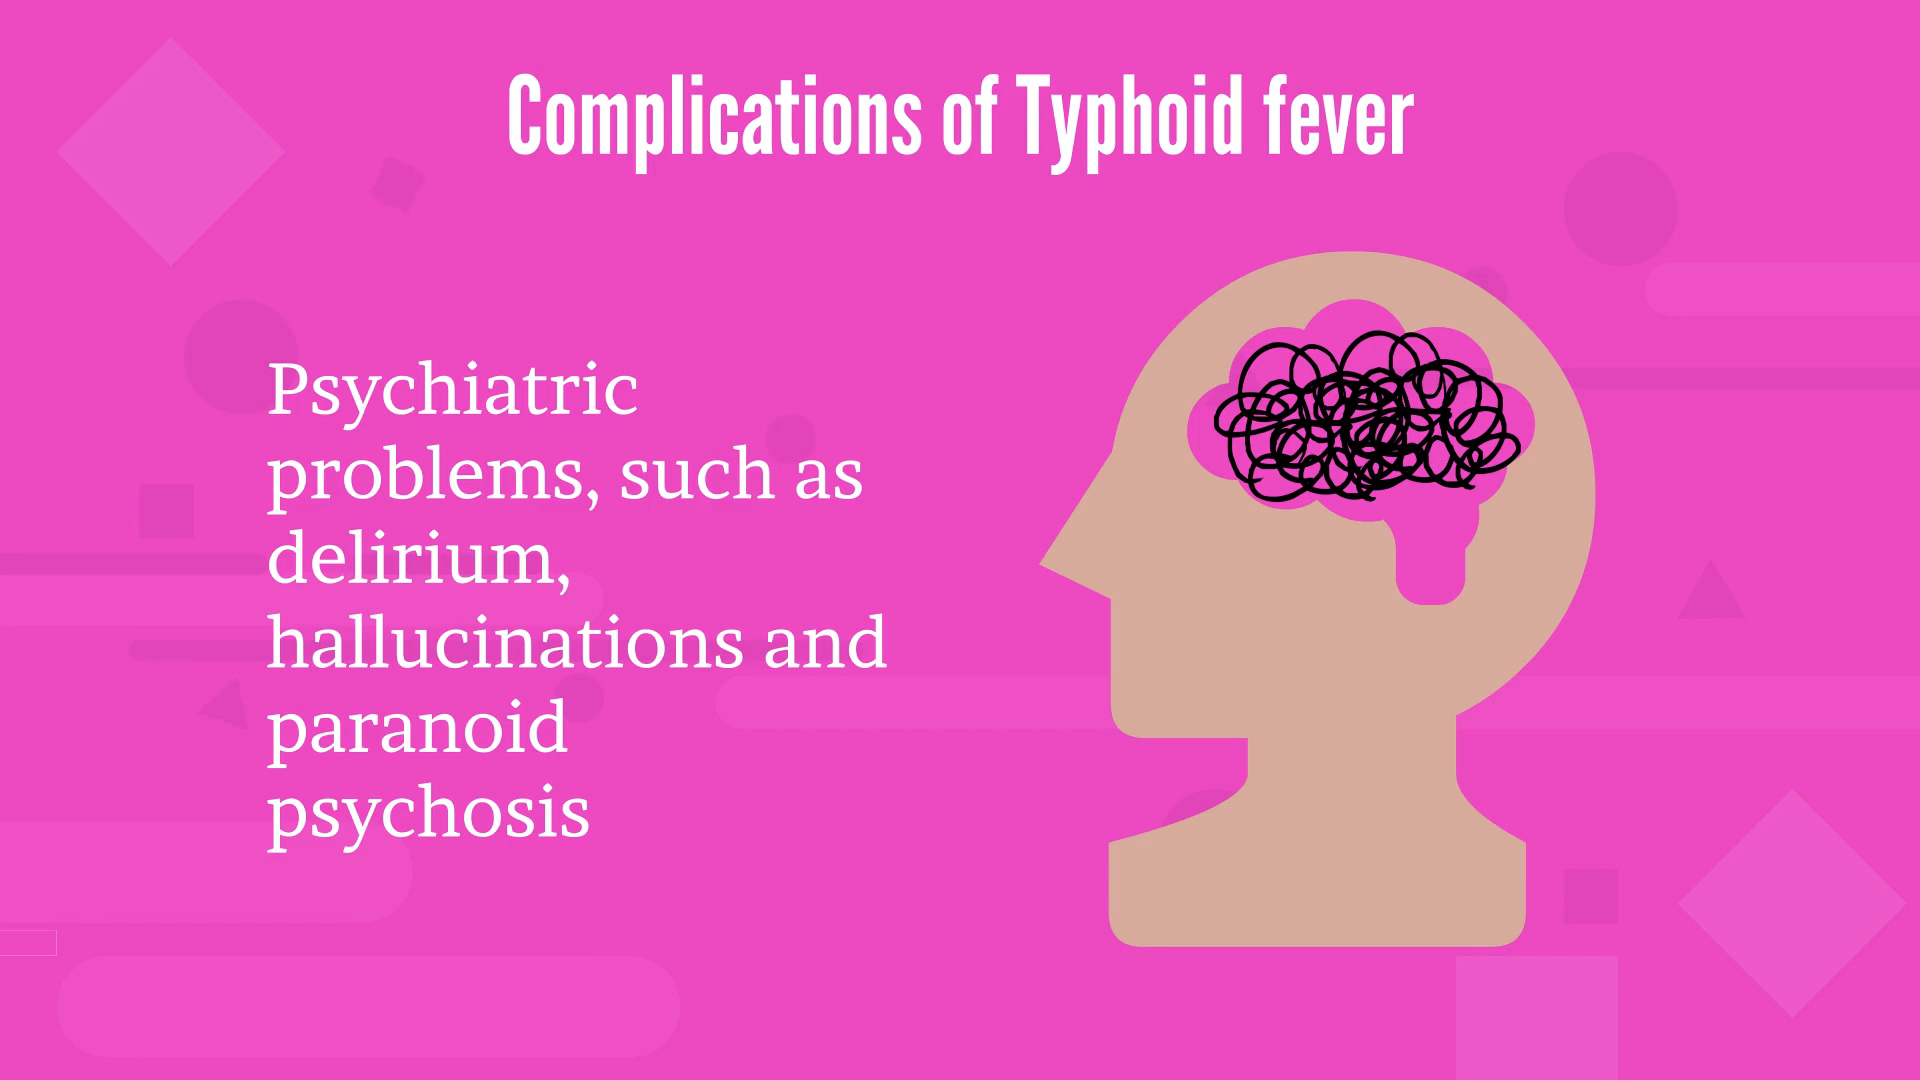 Complications of Typhoid fever
Psychiatric
problems, such as
delirium,
hallucinations and
paranoid
psychosis